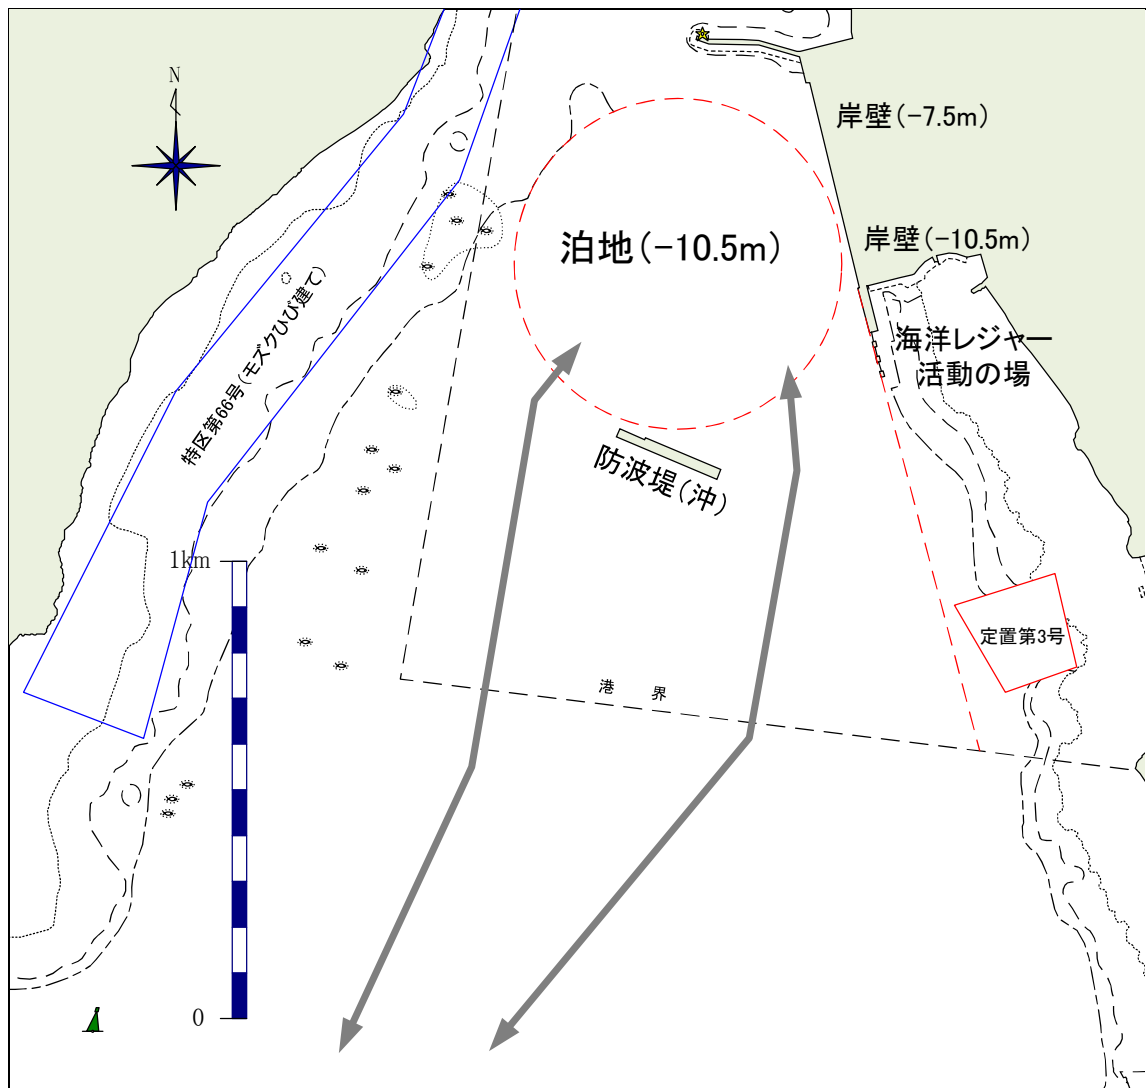 N
岸壁(-7.5m)
岸壁(-10.5m)
泊地(-10.5m)
特区第66号(モズクひび建て)
海洋レジャー
活動の場
防波堤(沖)
1km
定置第3号
港 界
0